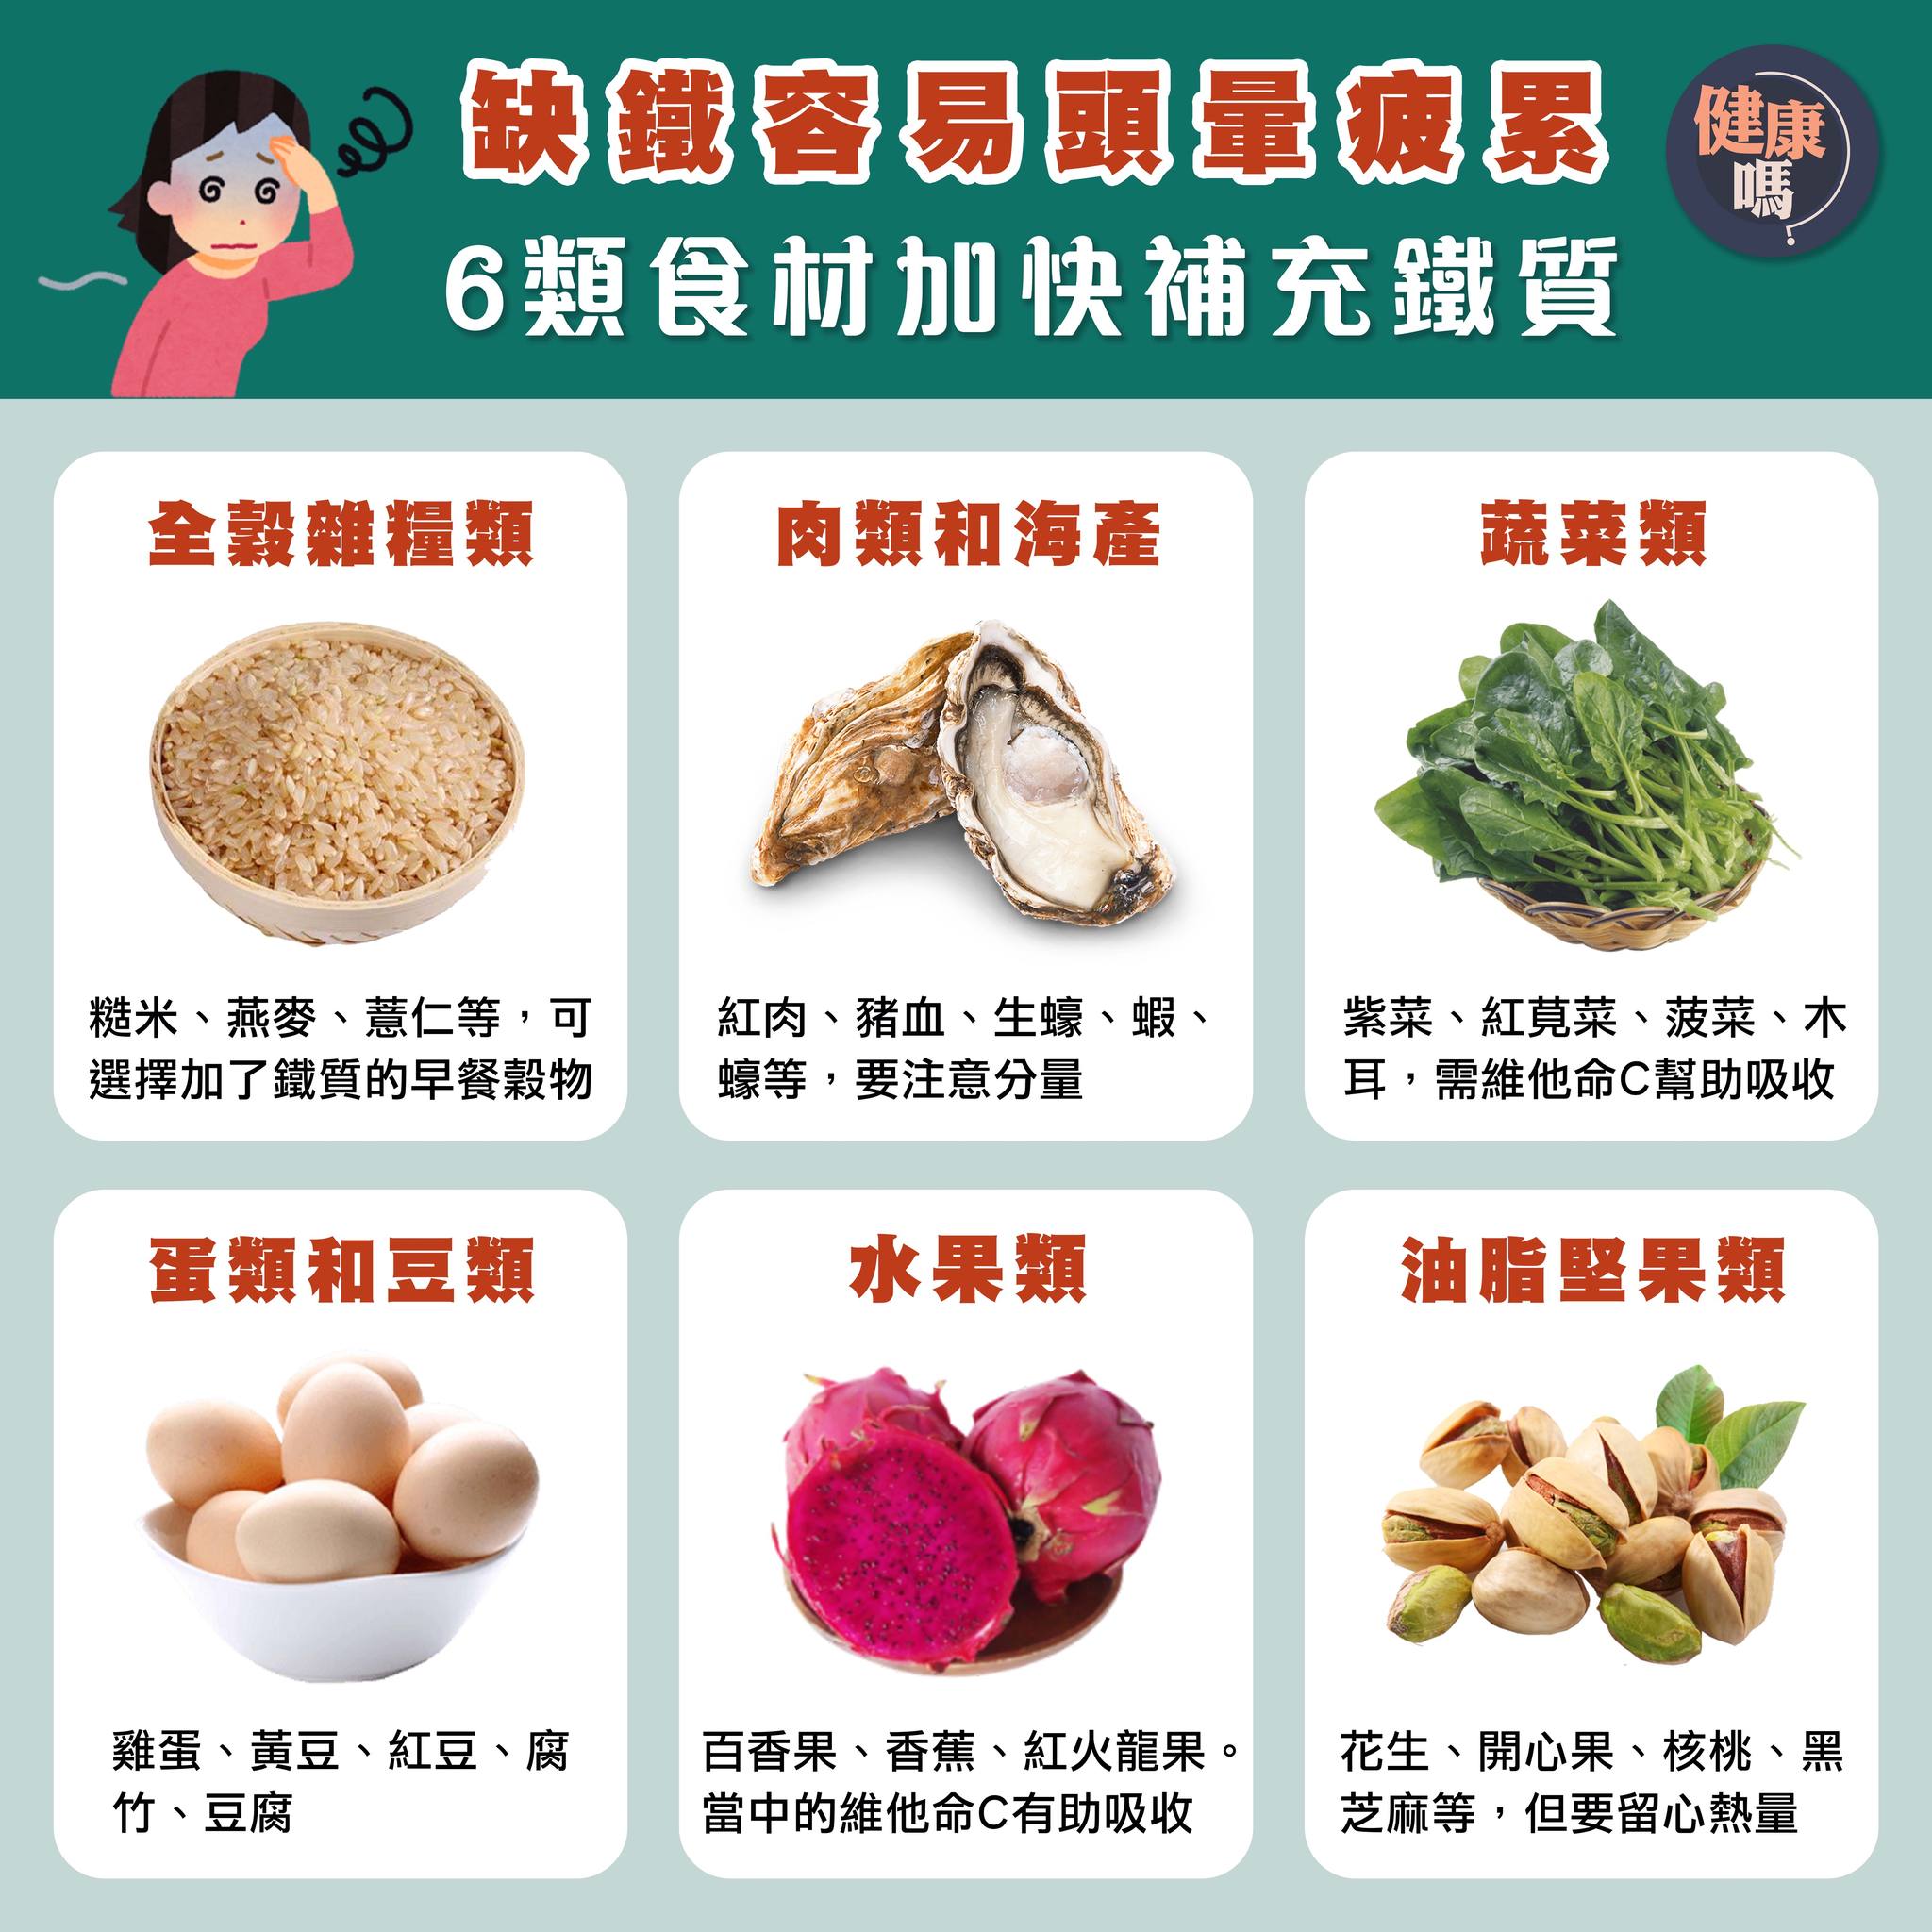 缺鐵容易頭暈疲累
6類食材加快補充鐵質
健康
嗎?
全穀雜糧類
糙米、燕麥、薏仁等，可
選擇加了鐵質的早餐穀物
肉類和海產
紅肉、豬血、生蠔、蝦、
蠔等，要注意分量
蔬菜類
紫菜、紅莧菜、菠菜、木
耳，需維他命C幫助吸收
蛋類和豆類
雞蛋、黃豆、紅豆、腐
竹、豆腐
水果類
百香果、香蕉、紅火龍果。
當中的維他命C有助吸收
油脂堅果類
花生、開心果、核桃、黑
芝麻等，但要留心熱量